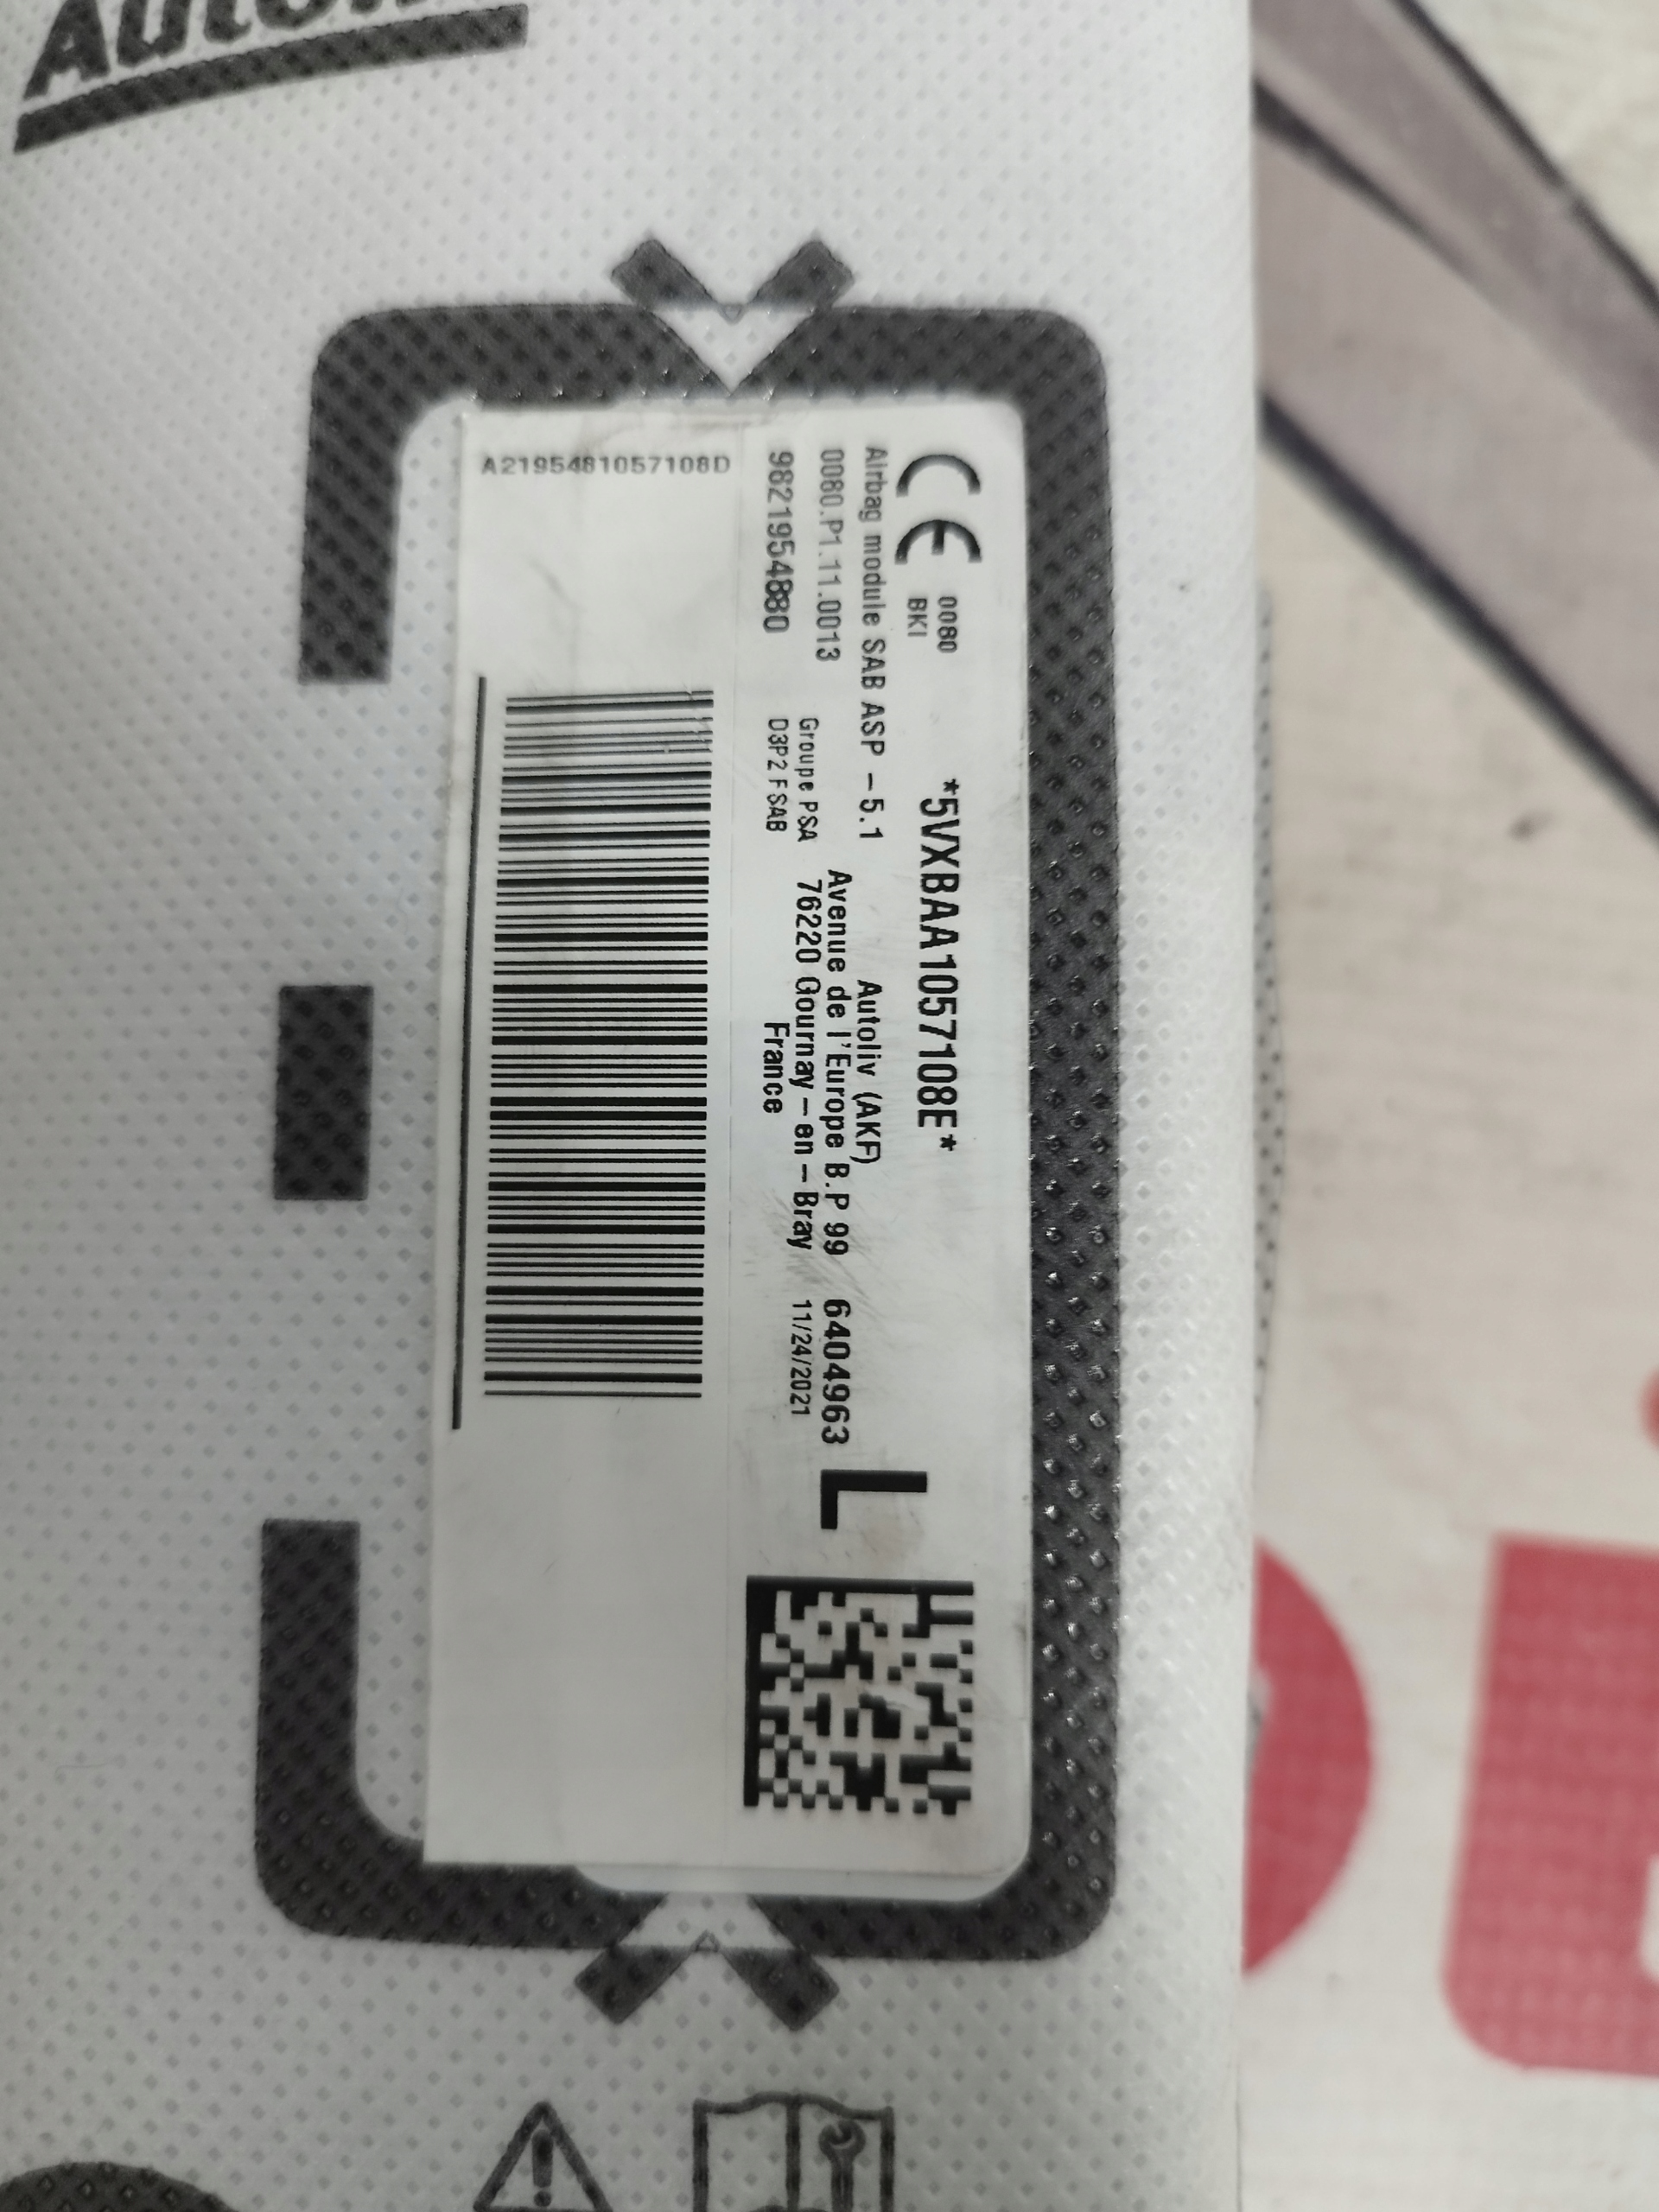 CE 0080
BKI
*5VXBAA1057108E*
Airbag module SAB ASP-5.1
0080.P1.11.0013
9821954880
Groupe PSA
D3P2 F SAB
Autoliv (AKF)
Avenue de l'Europe B.P 99
76220 Gournay-en-Bray
France
6404963
11/24/2021
L
A2195481057108D